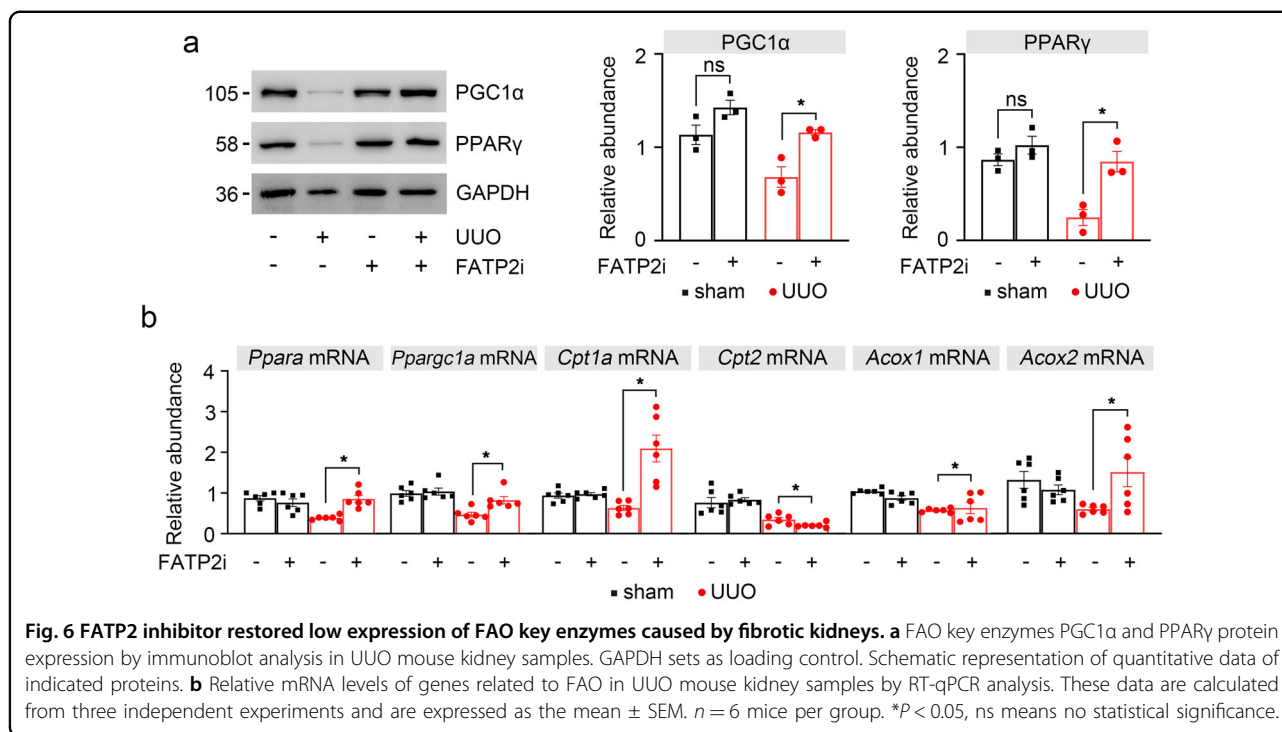 a
PGC1α
PPARγ
105 - PGC1α
58 - PPARγ
36 - GAPDH
- + - + UUO
- - + + FATP2i
Relative abundance
2
1
0
ns
*
FATP2i - + - +
sham UUO
Relative abundance
2
1
0
ns
*
FATP2i - + - +
sham UUO
b
Ppara mRNA Ppargc1a mRNA Cpt1a mRNA Cpt2 mRNA Acox1 mRNA Acox2 mRNA
Relative abundance
4
3
2
1
0
* * * * * *
FATP2i - + - + - + - + - + - + - + - + - + - + - + - +
sham UUO
Fig. 6 FATP2 inhibitor restored low expression of FAO key enzymes caused by fibrotic kidneys. a FAO key enzymes PGC1α and PPARγ protein
expression by immunoblot analysis in UUO mouse kidney samples. GAPDH sets as loading control. Schematic representation of quantitative data of
indicated proteins. b Relative mRNA levels of genes related to FAO in UUO mouse kidney samples by RT-qPCR analysis. These data are calculated
from three independent experiments and are expressed as the mean ± SEM. n = 6 mice per group. *P < 0.05, ns means no statistical significance.